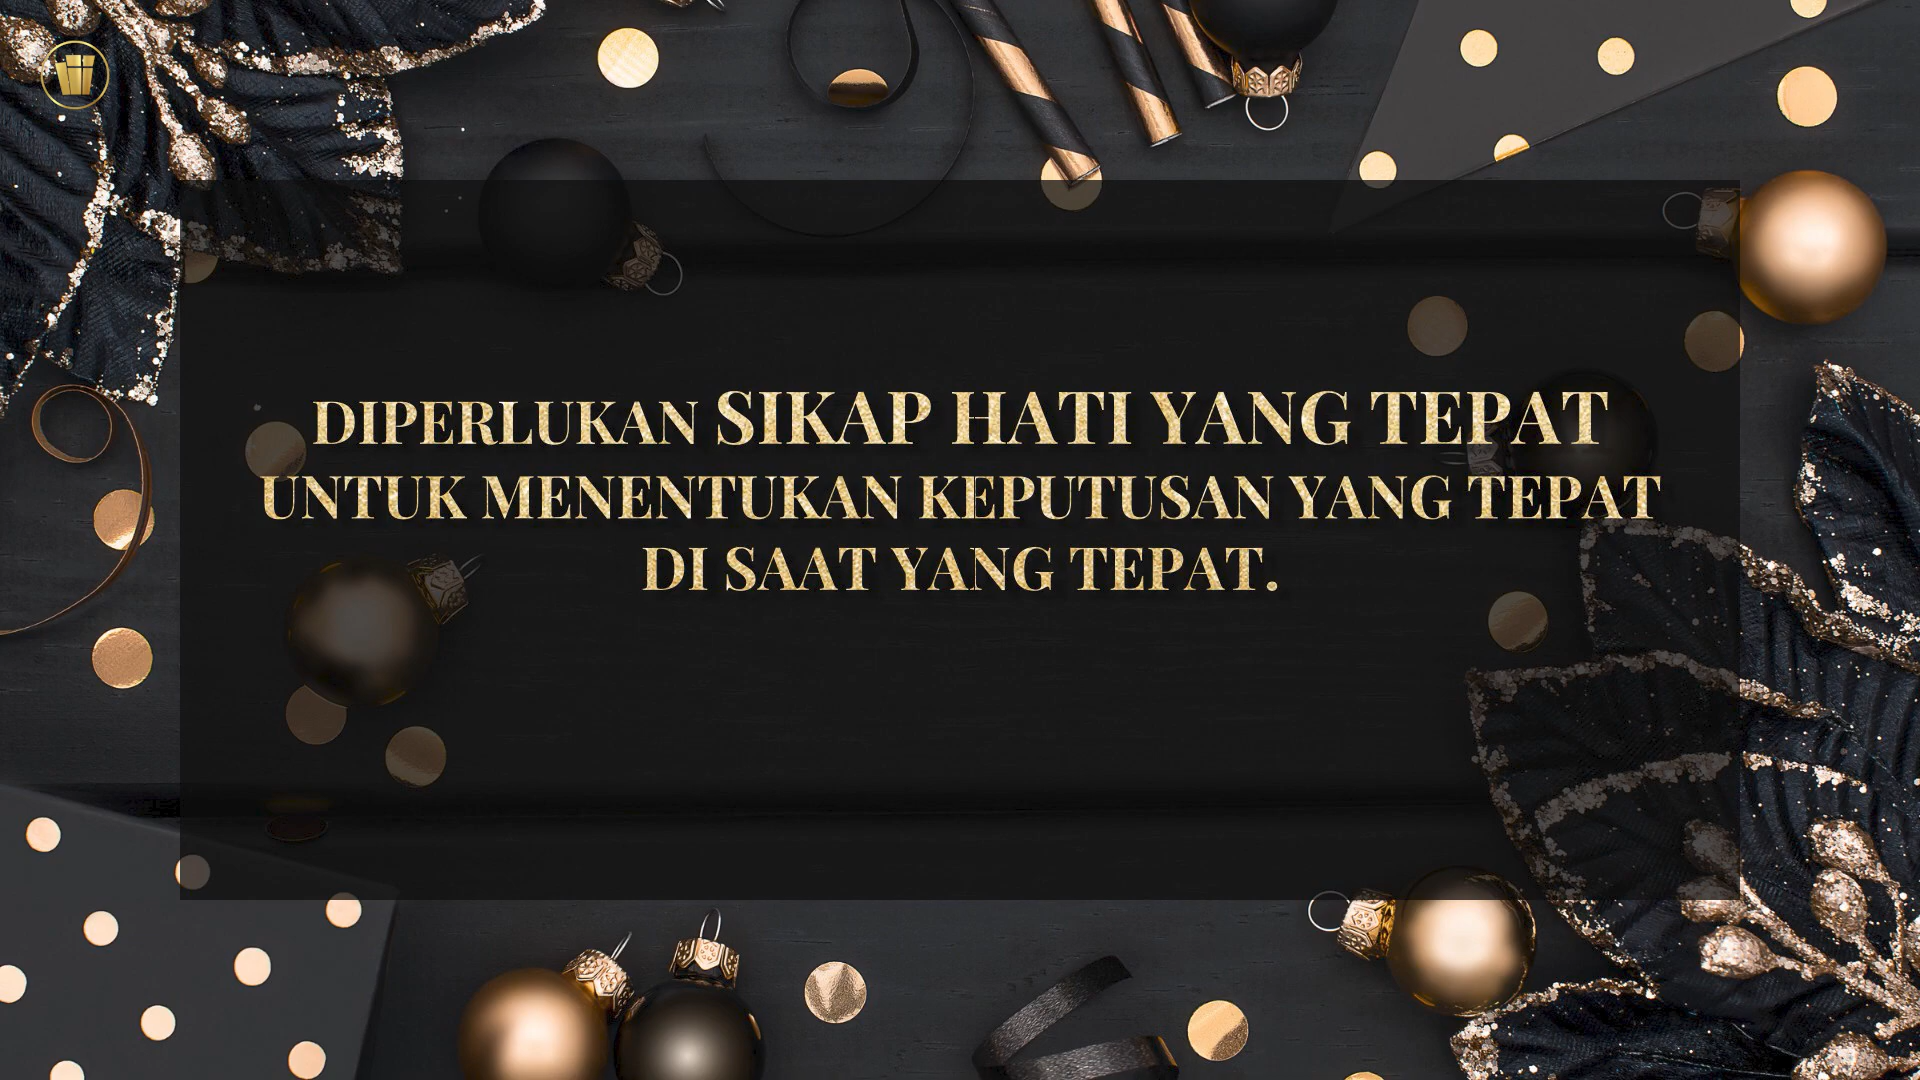 DIPERLUKAN SIKAP HATI YANG TEPAT
UNTUK MENENTUKAN KEPUTUSAN YANG TEPAT
DI SAAT YANG TEPAT.